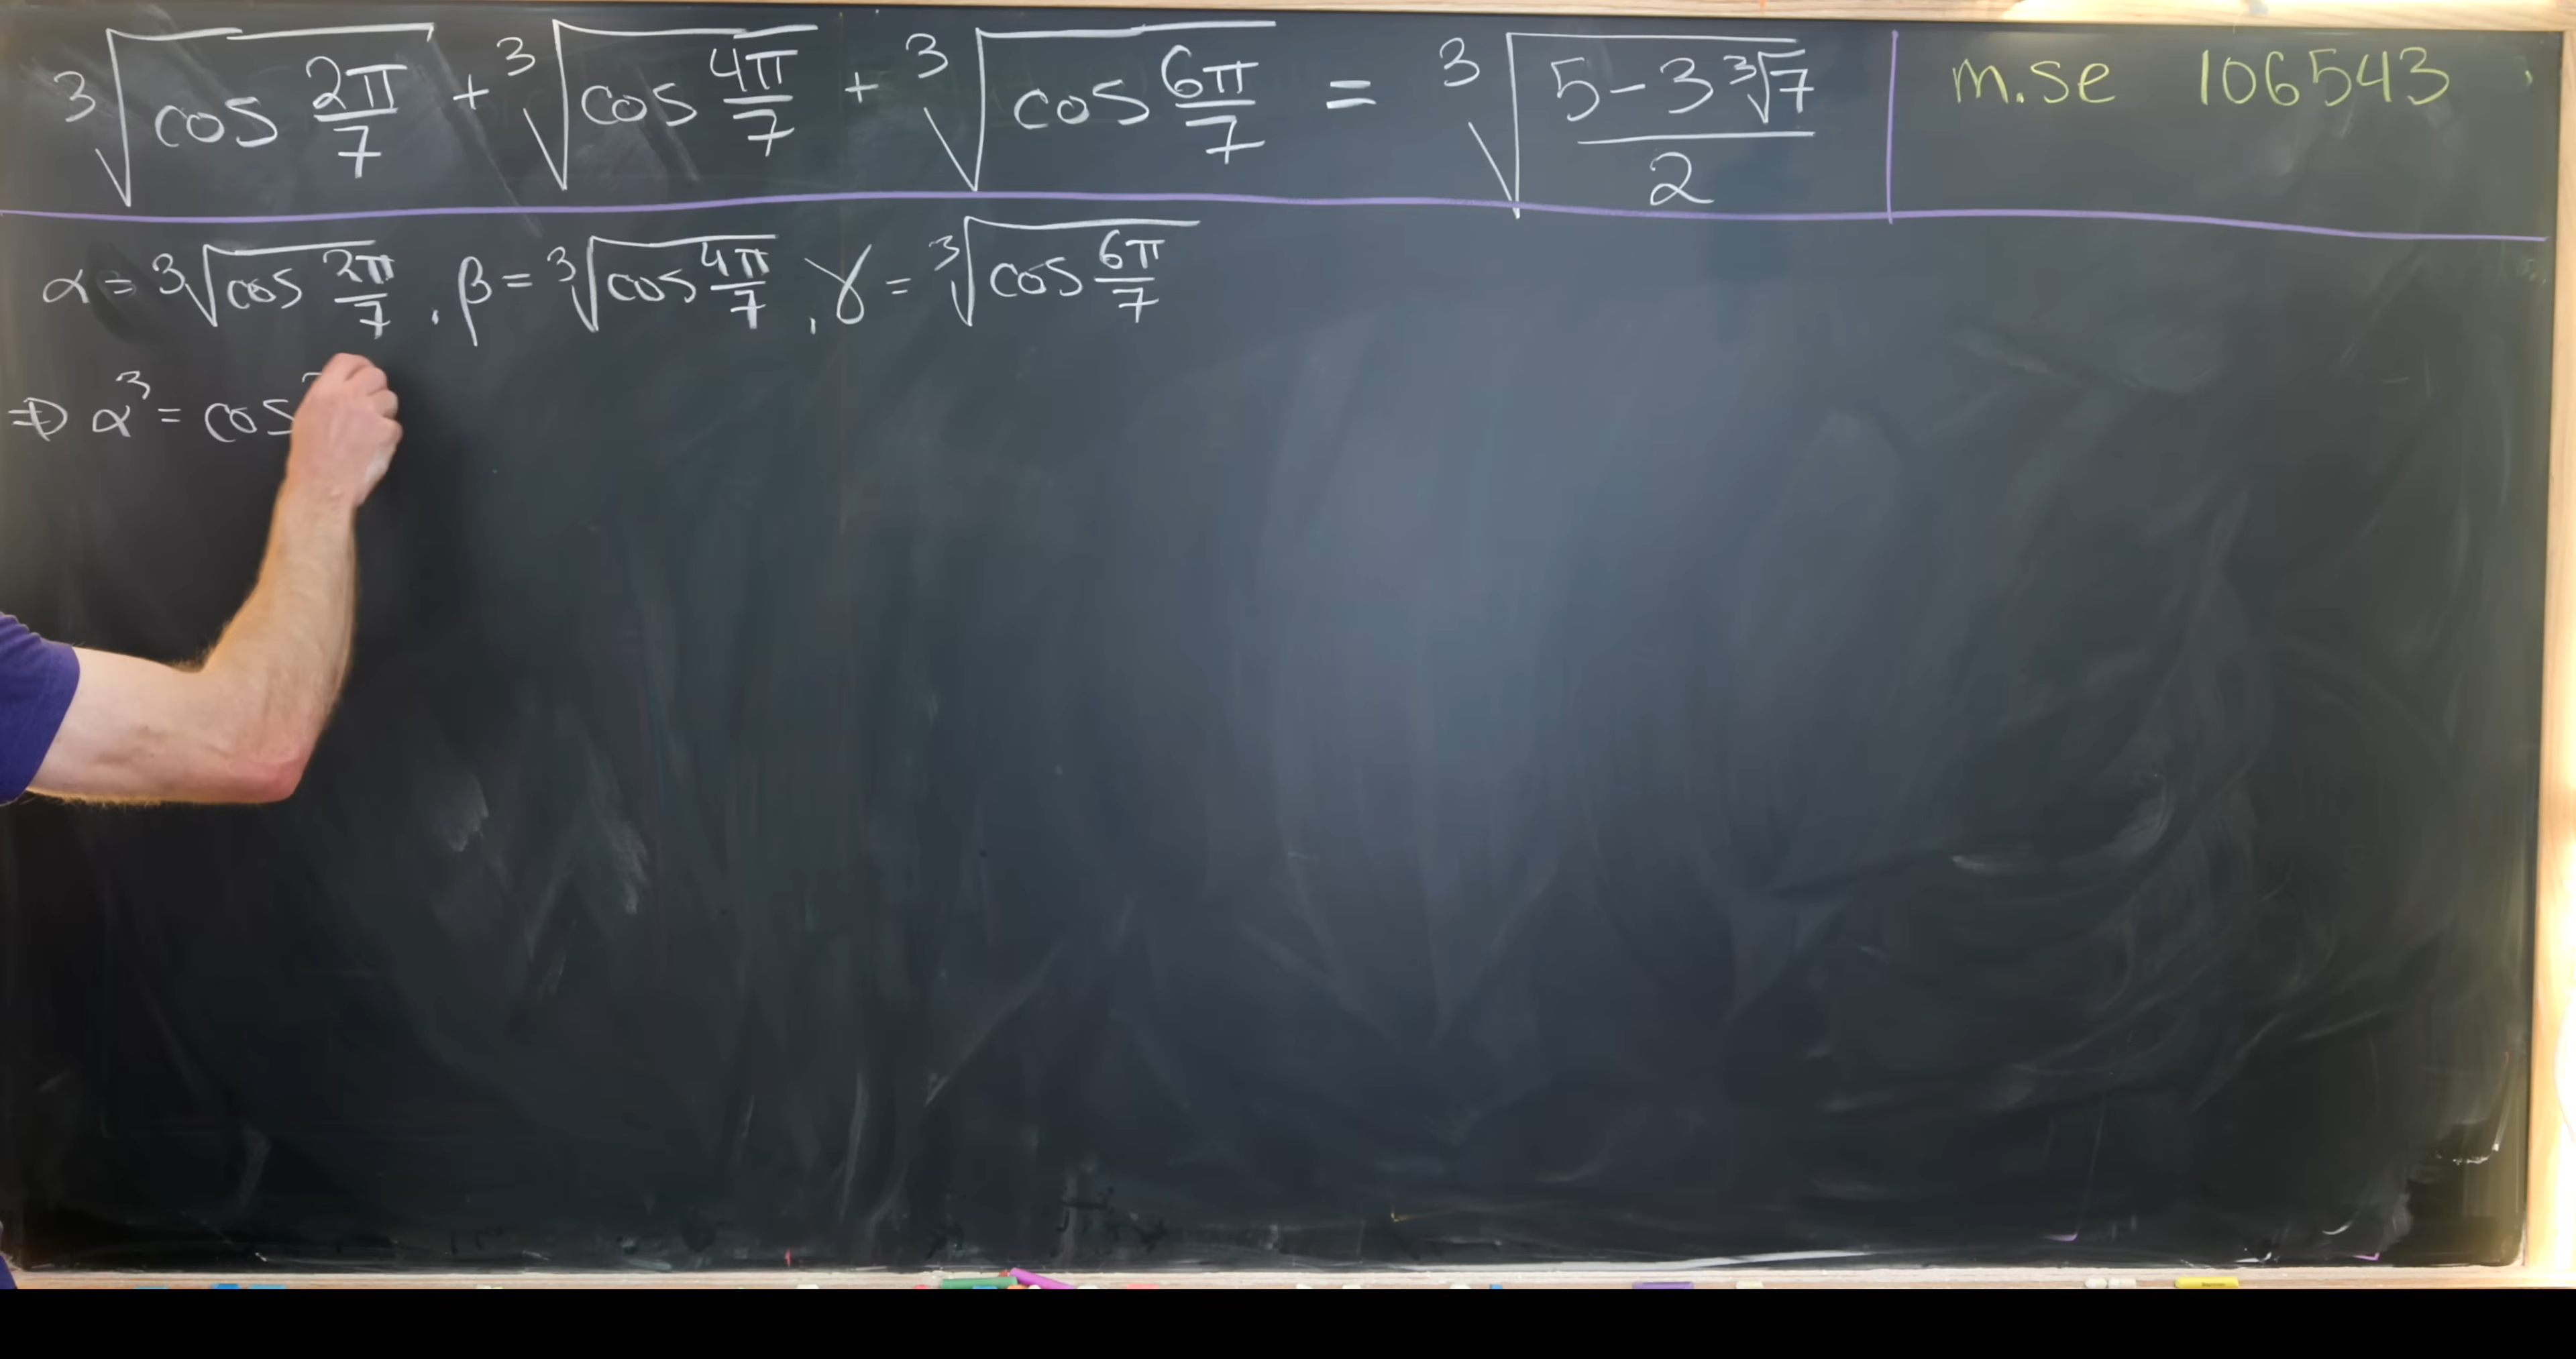 ∛(cos 2π/7) + ∛(cos 4π/7) + ∛(cos 6π/7) = ∛((5-3∛7)/2)
m.se 106543
α = ∛(cos 2π/7), β = ∛(cos 4π/7), γ = ∛(cos 6π/7)
⇒ α³ = cos